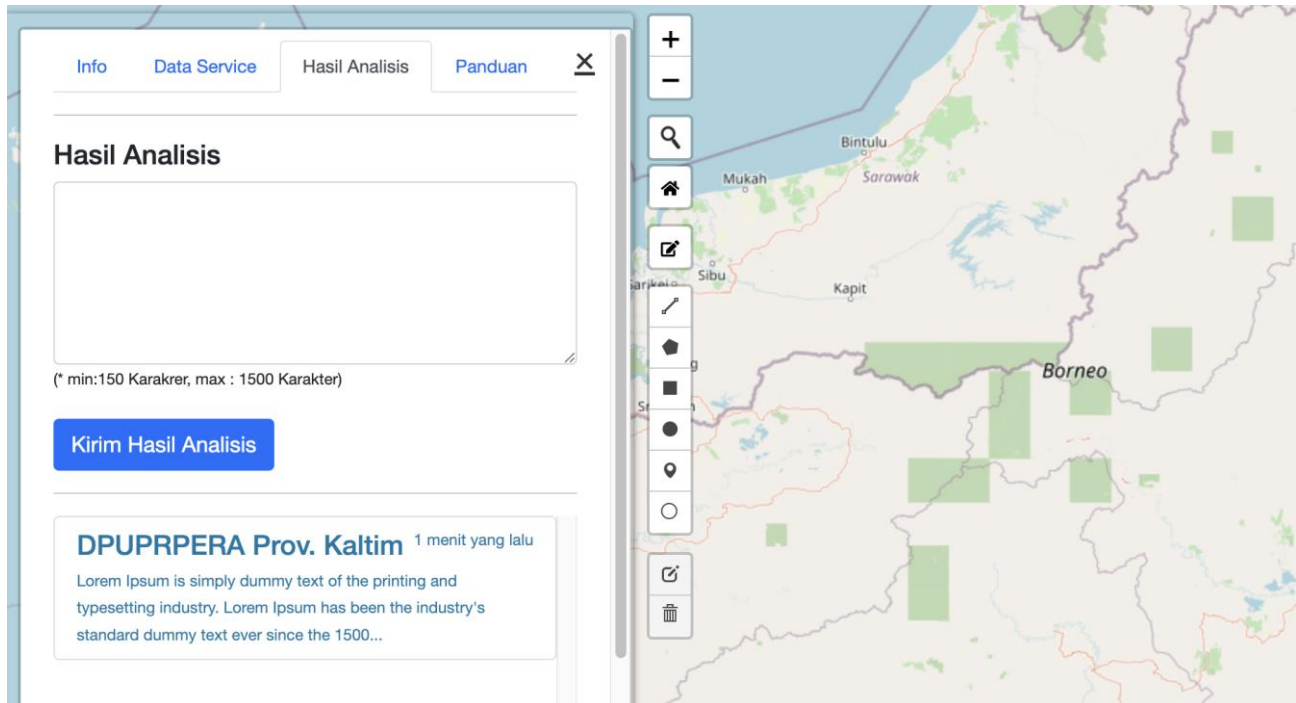 Info Data Service Hasil Analisis Panduan ×
Hasil Analisis
(* min:150 Karakrer, max : 1500 Karakter)
Kirim Hasil Analisis
DPUPRPERA Prov. Kaltim 1 menit yang lalu
Lorem Ipsum is simply dummy text of the printing and
typesetting industry. Lorem Ipsum has been the industry's
standard dummy text ever since the 1500...
+
−
Bintulu
Mukah
Sarawak
Sibu
Kapit
Borneo